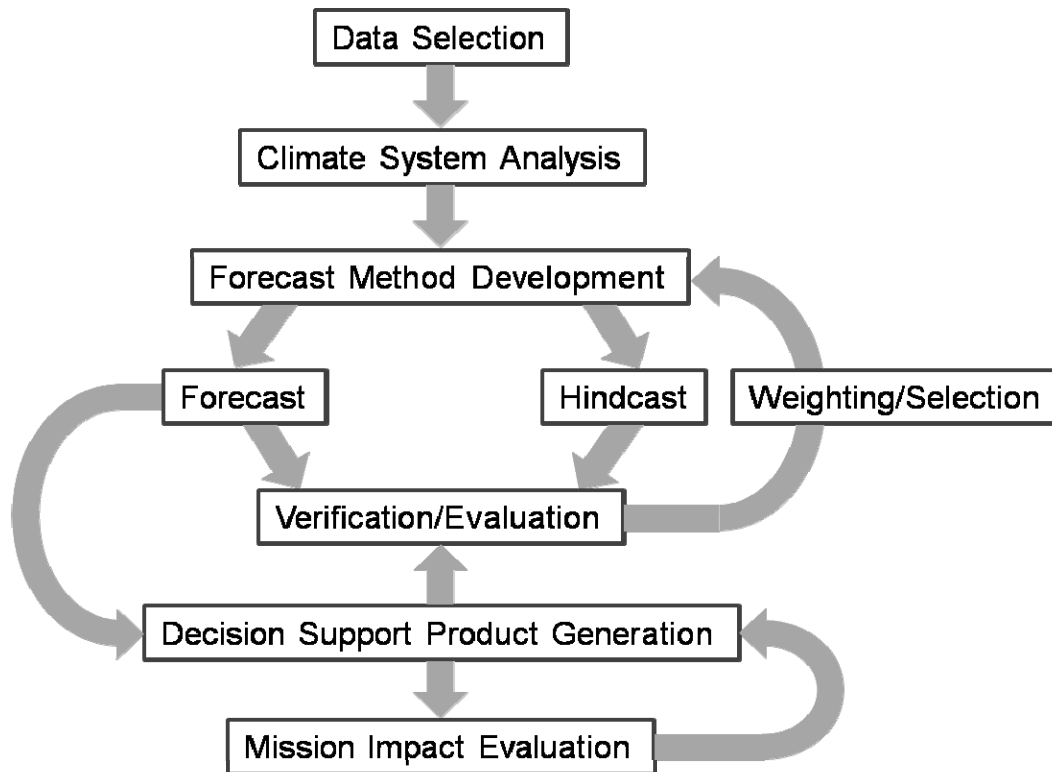 Data Selection
Climate System Analysis
Forecast Method Development
Forecast
Hindcast
Weighting/Selection
Verification/Evaluation
Decision Support Product Generation
Mission Impact Evaluation